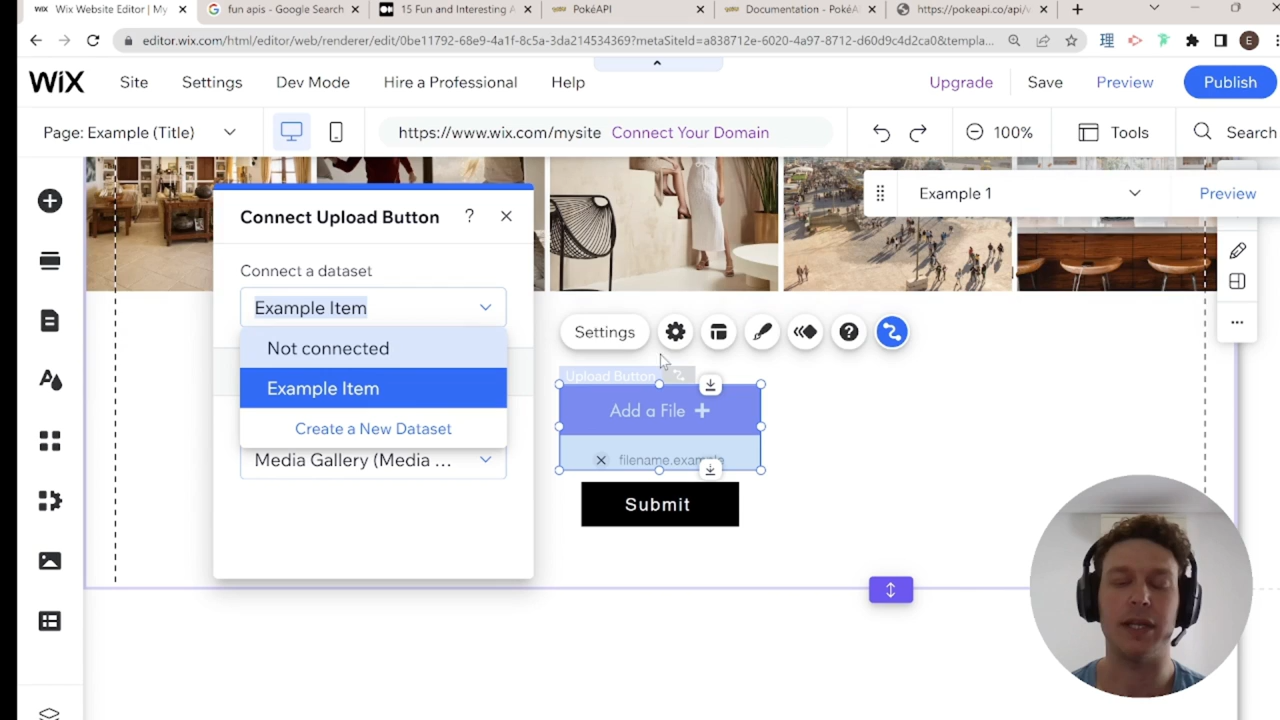 WiX Wix Website Editor | My
fun apis - Google Search
15 Fun and Interesting A
PokéAPI
Documentation - PokéA
https://pokeapi.co/api/v
editor.wix.com/html/editor/web/renderer/edit/0be11792-68e9-4a1f-8c5a-3da214534369?metaSiteId=a838712e-6020-4a97-8712-d60d9c4d2ca0&templa...
理
E
WiX
Site
Settings
Dev Mode
Hire a Professional
Help
Upgrade
Save
Preview
Publish
Page: Example (Title)
https://www.wix.com/mysite Connect Your Domain
100%
Tools
Search
Example 1
Preview
Connect Upload Button ?
Connect a dataset
Example Item
Not connected
Example Item
Create a New Dataset
Media Gallery (Media ...
Settings
Upload Button
Add a File +
filename.example
Submit